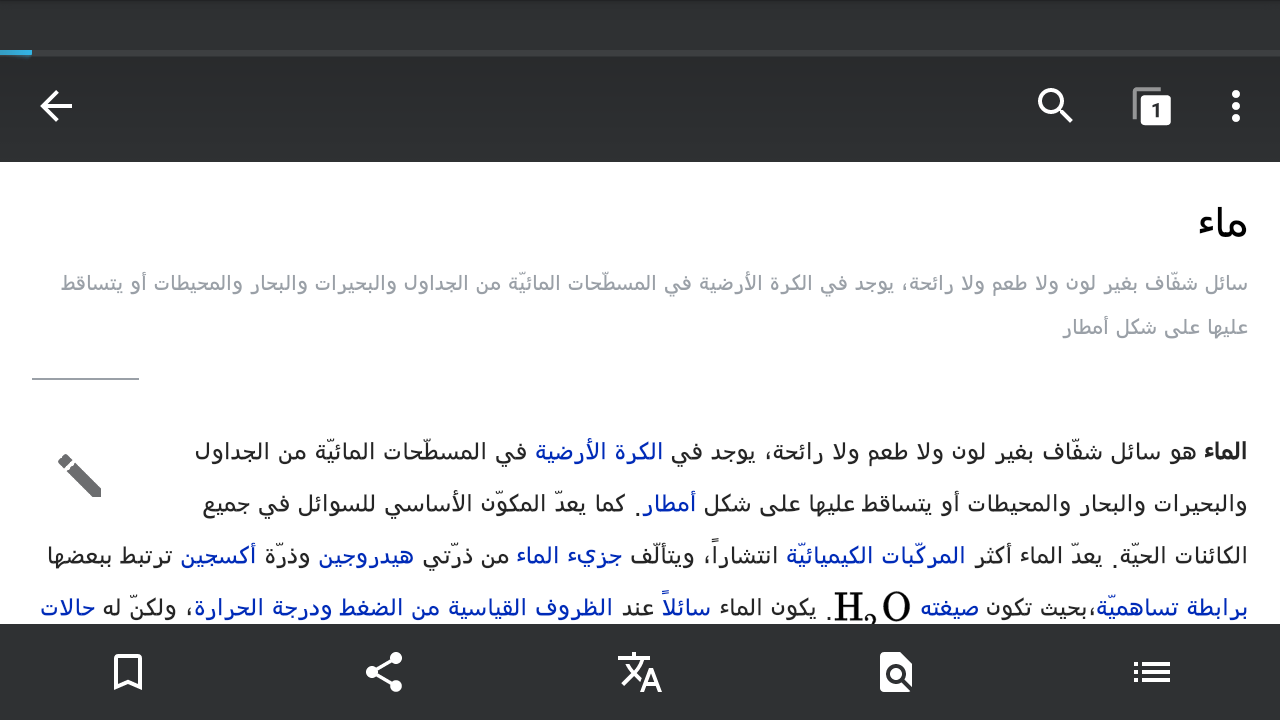 1
ماء
سائل شفّاف بغير لون ولا طعم ولا رائحة، يوجد في الكرة الأرضية في المسطّحات المائيّة من الجداول والبحيرات والبحار والمحيطات أو يتساقط
عليها على شكل أمطار
الماء هو سائل شفّاف بغير لون ولا طعم ولا رائحة، يوجد في الكرة الأرضية في المسطّحات المائيّة من الجداول
والبحيرات والبحار والمحيطات أو يتساقط عليها على شكل أمطار. كما يعدّ المكوّن الأساسي للسوائل في جميع
الكائنات الحيّة. يعدّ الماء أكثر المركّبات الكيميائيّة انتشاراً، ويتألّف جزيء الماء من ذرّتي هيدروجين وذرّة أكسجين ترتبط ببعضها
برابطة تساهميّة،بحيث تكون صيغته H₂O. يكون الماء سائلاً عند الظروف القياسية من الضغط ودرجة الحرارة، ولكنّ له حالات